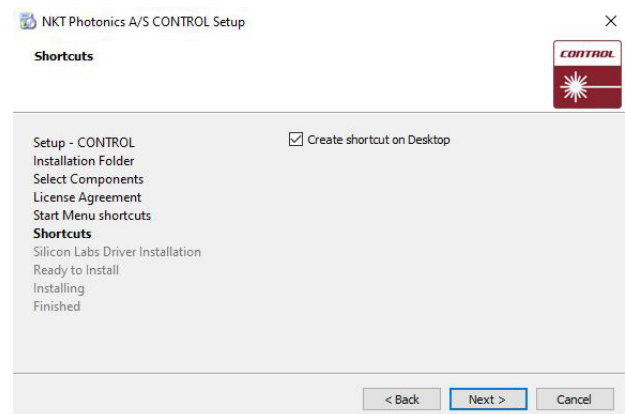 NKT Photonics A/S CONTROL Setup
Shortcuts
CONTROL
Setup - CONTROL
Installation Folder
Select Components
License Agreement
Start Menu shortcuts
Shortcuts
Silicon Labs Driver Installation
Ready to Install
Installing
Finished
Create shortcut on Desktop
< Back
Next >
Cancel